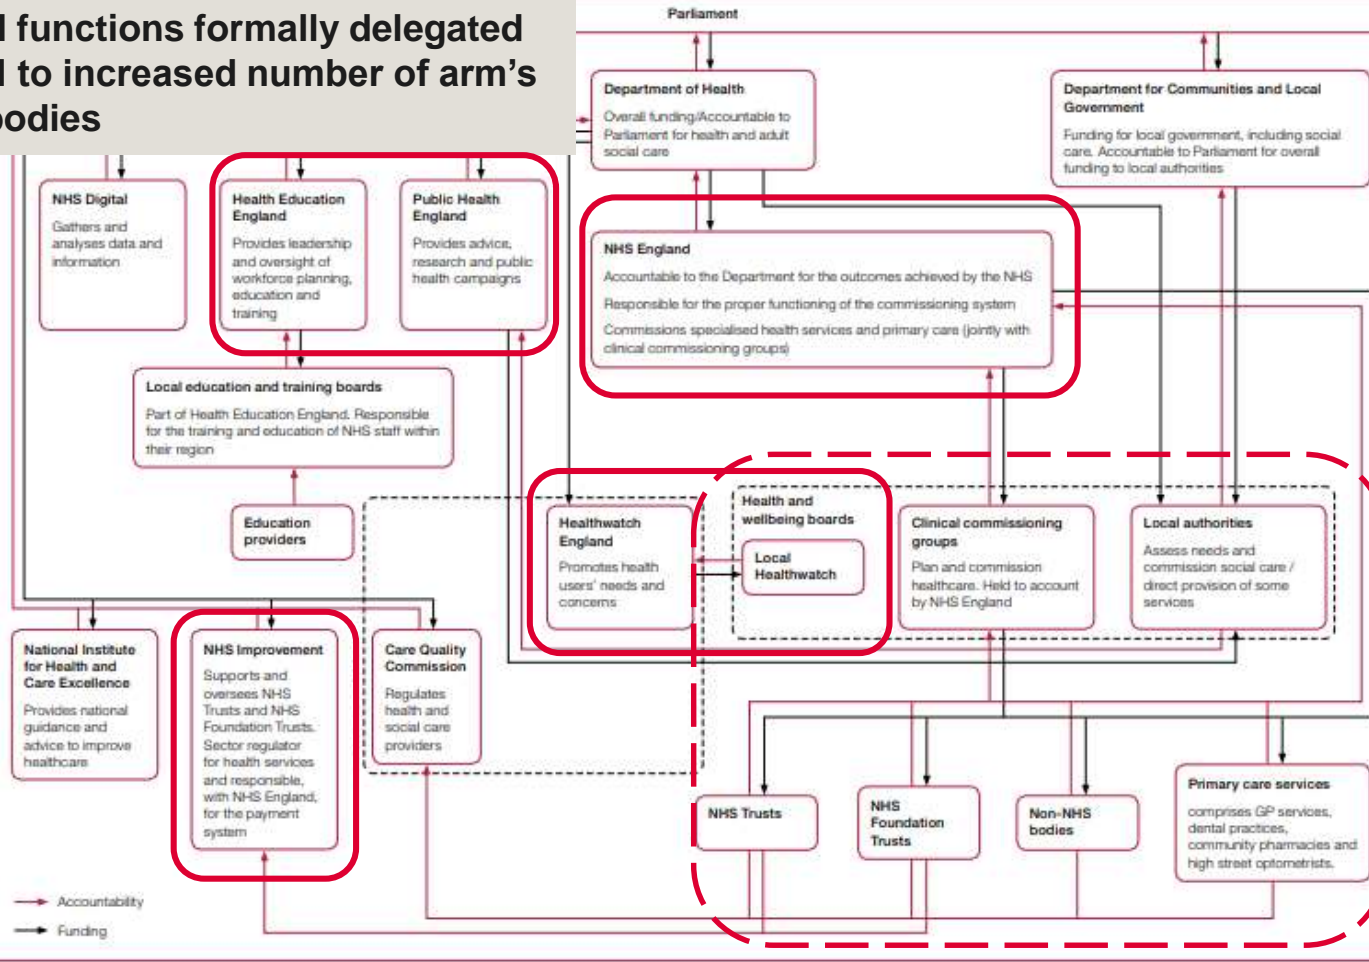 functions formally delegated
to increased number of arm's
bodies
Parliament
Department of Health
Overall funding/Accountable to
Parliament for health and adult
social care
Department for Communities and Local
Government
Funding for local government, including social
care. Accountable to Parliament for overall
funding to local authorities
NHS Digital
Gathers and
analyses data and
information
Health Education
England
Provides leadership
and oversight of
workforce planning,
education and
training
Public Health
England
Provides advice,
research and public
health campaigns
NHS England
Accountable to the Department for the outcomes achieved by the NHS
Responsible for the proper functioning of the commissioning system
Commissions specialised health services and primary care (jointly with
clinical commissioning groups)
Local education and training boards
Part of Health Education England. Responsible
for the training and education of NHS staff within
their region
Education
providers
Healthwatch
England
Promotes health
users' needs and
concerns
Health and
wellbeing boards
Local
Healthwatch
Clinical commissioning
groups
Plan and commission
healthcare. Held to account
by NHS England
Local authorities
Assess needs and
commission social care /
direct provision of some
services
National Institute
for Health and
Care Excellence
Provides national
guidance and
advice to improve
healthcare
NHS Improvement
Supports and
oversees NHS
Trusts and NHS
Foundation Trusts.
Sector regulator
for health services
and responsible,
with NHS England,
for the payment
system
Care Quality
Commission
Regulates
health and
social care
providers
NHS Trusts
NHS
Foundation
Trusts
Non-NHS
bodies
Primary care services
comprises GP services,
dental practices,
community pharmacies and
high street optometrists.
Accountability
Funding